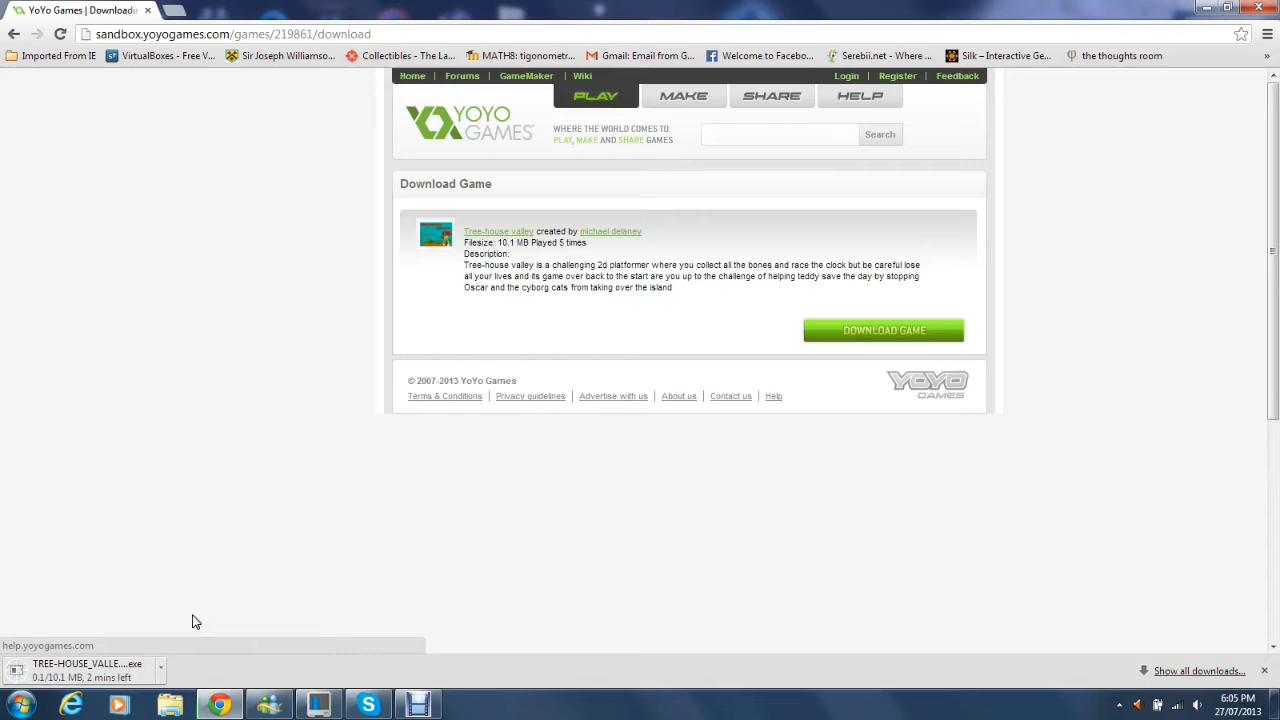 YoYo Games | Downloadin
sandbox.yoyogames.com/games/219861/download
Imported From IE
VirtualBoxes - Free V...
Sir Joseph Williamso...
Collectibles - The La...
MATH8: tigonometr...
Gmail: Email from G...
Welcome to Facebo...
Serebii.net - Where ...
Silk – Interactive Ge...
the thoughts room
»
Home | Forums | GameMaker | Wiki
Login | Register | Feedback
PLAY MAKE SHARE HELP
YOYO GAMES
WHERE THE WORLD COMES TO
PLAY, MAKE AND SHARE GAMES
Search
Download Game
Tree-house valley created by michael delaney
Filesize: 10.1 MB Played 5 times
Description:
Tree-house valley is a challenging 2d platformer where you collect all the bones and race the clock but be careful lose
all your lives and its game over back to the start are you up to the challenge of helping teddy save the day by stopping
Oscar and the cyborg cats from taking over the island
DOWNLOAD GAME
© 2007-2013 YoYo Games
Terms & Conditions | Privacy guidelines | Advertise with us | About us | Contact us | Help
YOYO
GAMES
help.yoyogames.com
TREE-HOUSE_VALLE....exe
0.1/10.1 MB, 2 mins left
Show all downloads...
6:05 PM
27/07/2013